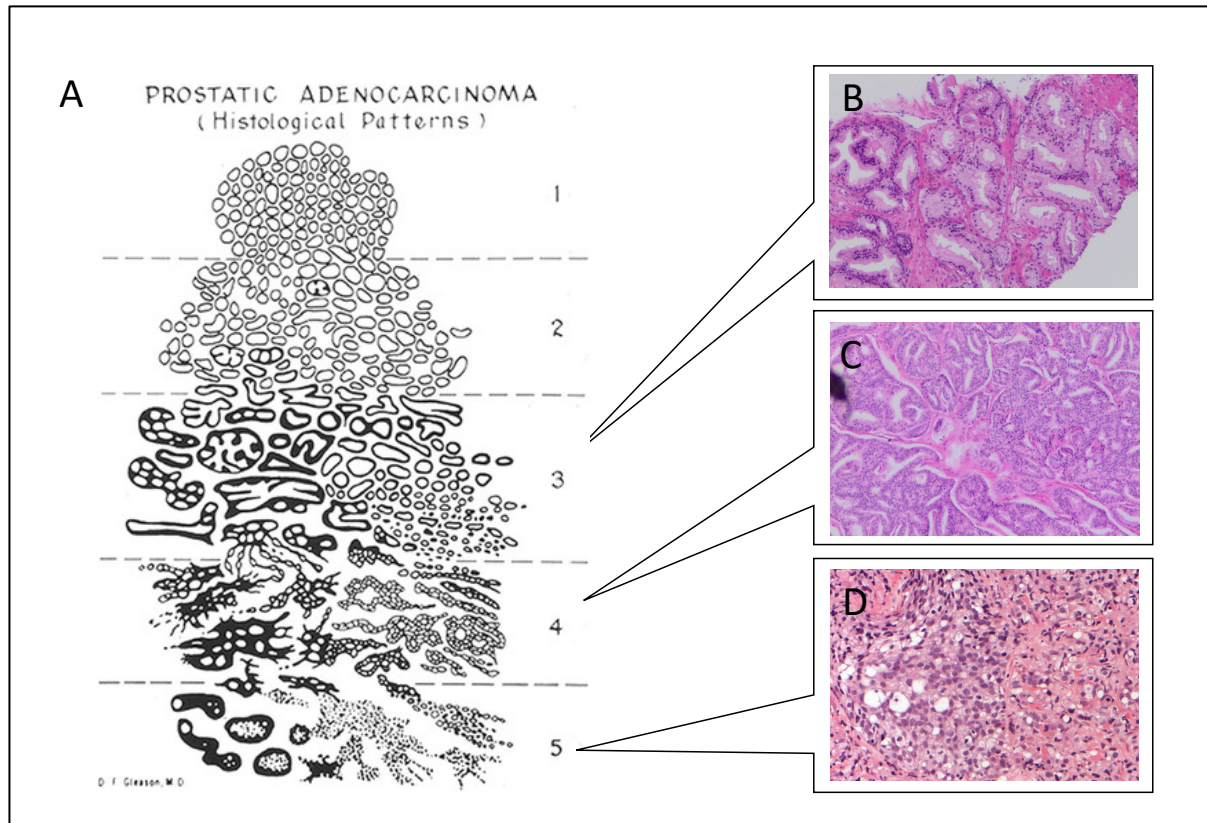 A
PROSTATIC ADENOCARCINOMA
( Histological Patterns )
1
2
3
4
5
D. F. Gleason, M.D.
B
C
D